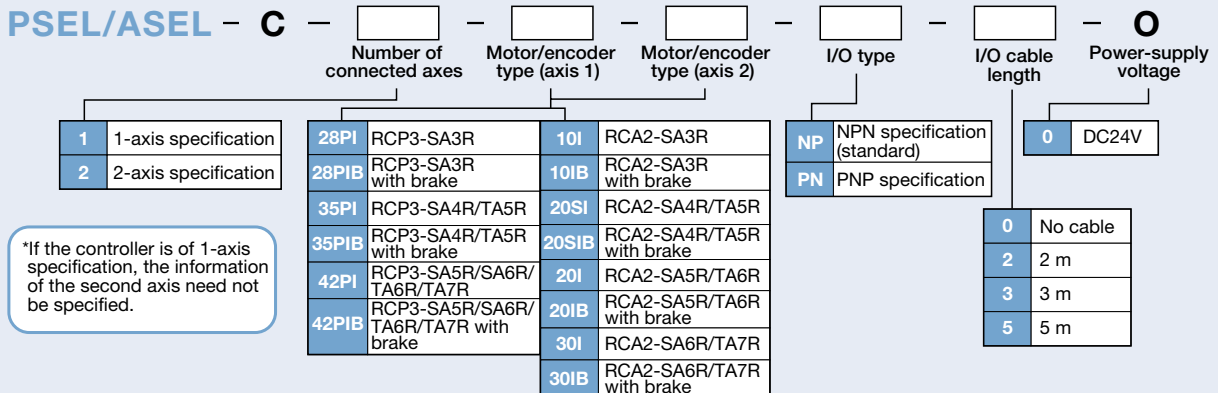 PSEL/ASEL – C – – – – – – O
Number of
connected axes
Motor/encoder
type (axis 1)
Motor/encoder
type (axis 2)
I/O type
I/O cable
length
Power-supply
voltage
1 1-axis specification
2 2-axis specification
*If the controller is of 1-axis
specification, the information
of the second axis need not
be specified.
28PI RCP3-SA3R
28PIB RCP3-SA3R
with brake
35PI RCP3-SA4R/TA5R
35PIB RCP3-SA4R/TA5R
with brake
42PI RCP3-SA5R/SA6R/
TA6R/TA7R
42PIB RCP3-SA5R/SA6R/
TA6R/TA7R with
brake
10I RCA2-SA3R
10IB RCA2-SA3R
with brake
20SI RCA2-SA4R/TA5R
20SIB RCA2-SA4R/TA5R
with brake
20I RCA2-SA5R/TA6R
20IB RCA2-SA5R/TA6R
with brake
30I RCA2-SA6R/TA7R
30IB RCA2-SA6R/TA7R
with brake
NP NPN specification
(standard)
PN PNP specification
0 No cable
2 2 m
3 3 m
5 5 m
0 DC24V